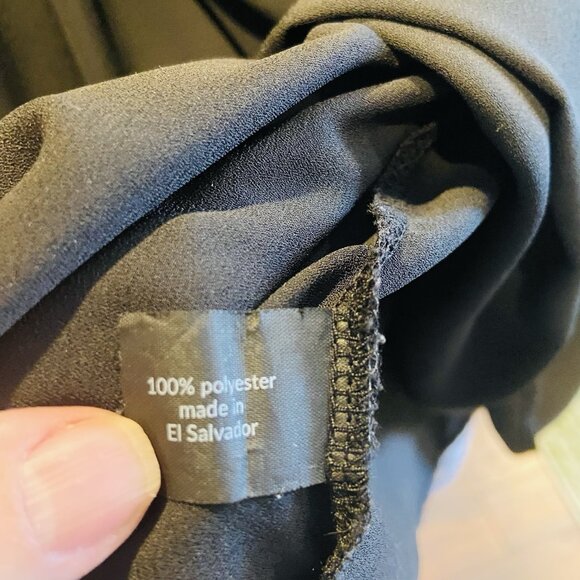 100% polyester
made in
El Salvador